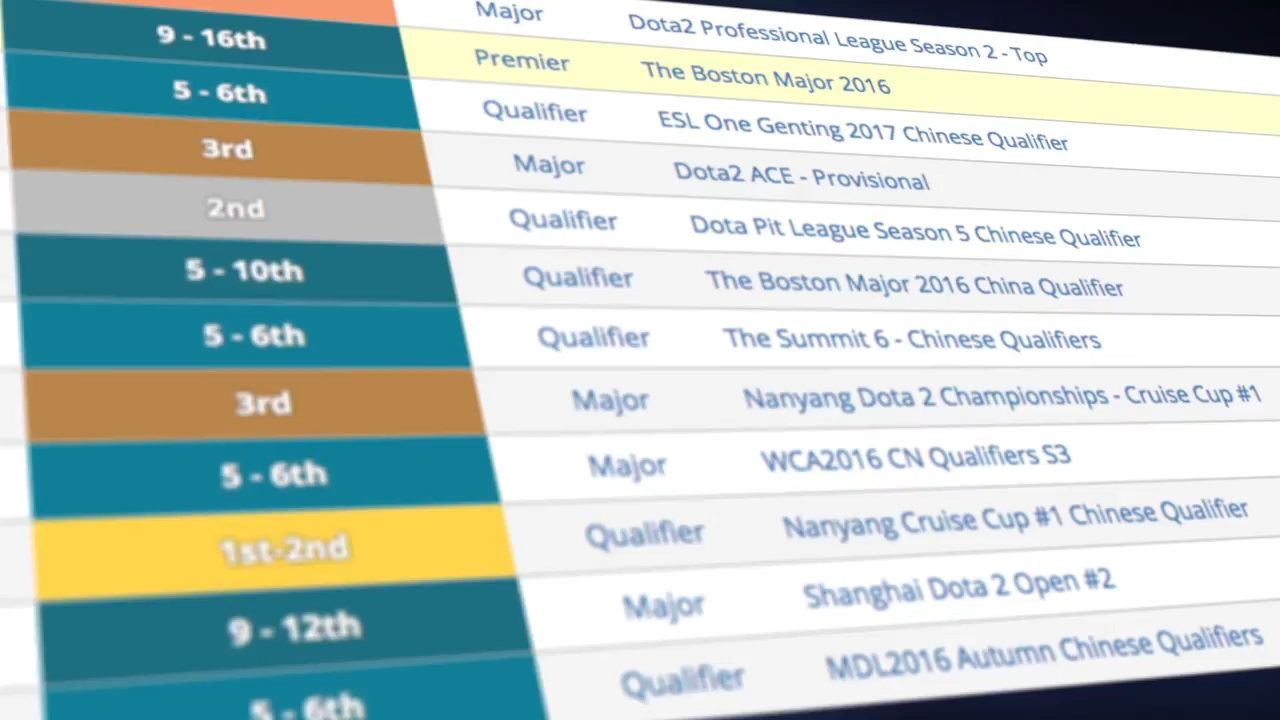 Major Dota2 Professional League Season 2 - Top
9 - 16th Premier The Boston Major 2016
5 - 6th Qualifier ESL One Genting 2017 Chinese Qualifier
3rd Major Dota2 ACE - Provisional
2nd Qualifier Dota Pit League Season 5 Chinese Qualifier
5 - 10th Qualifier The Boston Major 2016 China Qualifier
5 - 6th Qualifier The Summit 6 - Chinese Qualifiers
3rd Major Nanyang Dota 2 Championships - Cruise Cup #1
5 - 6th Major WCA2016 CN Qualifiers S3
1st-2nd Qualifier Nanyang Cruise Cup #1 Chinese Qualifier
9 - 12th Major Shanghai Dota 2 Open #2
5 - 6th Qualifier MDL2016 Autumn Chinese Qualifiers